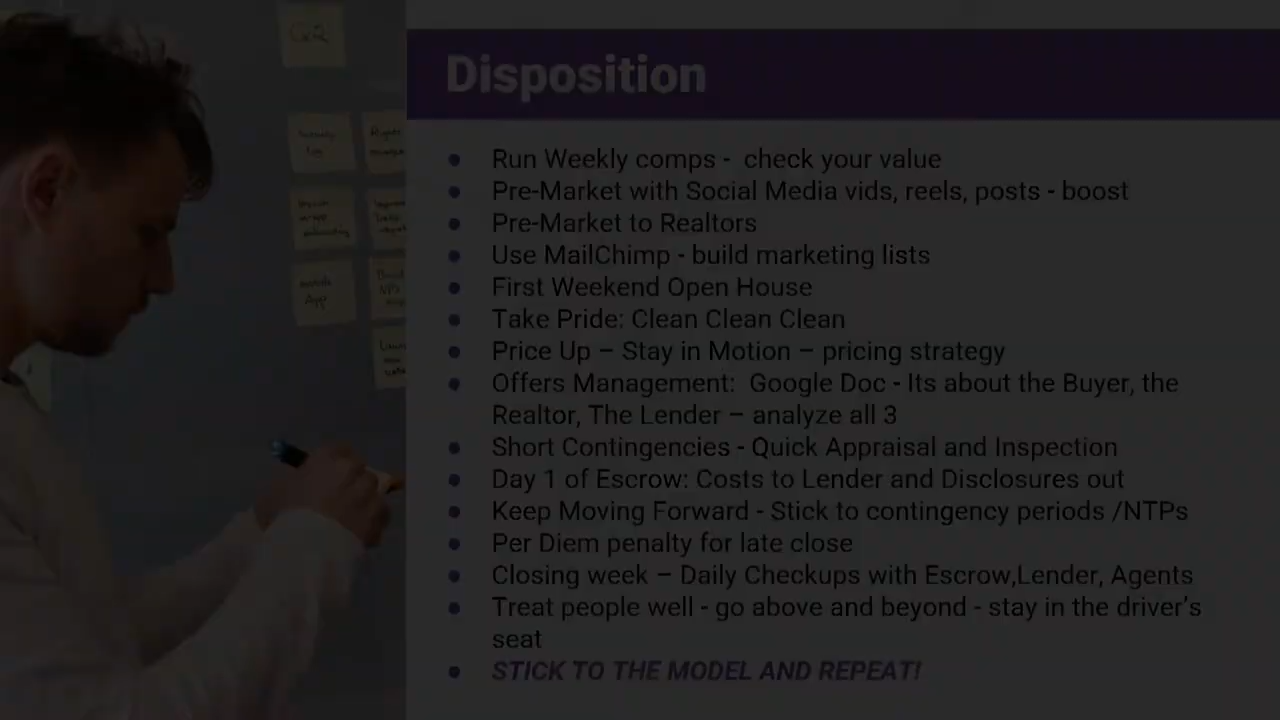 Disposition
Run Weekly comps -  check your value
Pre-Market with Social Media vids, reels, posts - boost
Pre-Market to Realtors
Use MailChimp - build marketing lists
First Weekend Open House
Take Pride: Clean Clean Clean
Price Up – Stay in Motion – pricing strategy
Offers Management:  Google Doc - Its about the Buyer, the
Realtor, The Lender – analyze all 3
Short Contingencies - Quick Appraisal and Inspection
Day 1 of Escrow: Costs to Lender and Disclosures out
Keep Moving Forward - Stick to contingency periods /NTPs
Per Diem penalty for late close
Closing week – Daily Checkups with Escrow,Lender, Agents
Treat people well - go above and beyond - stay in the driver's
seat
STICK TO THE MODEL AND REPEAT!